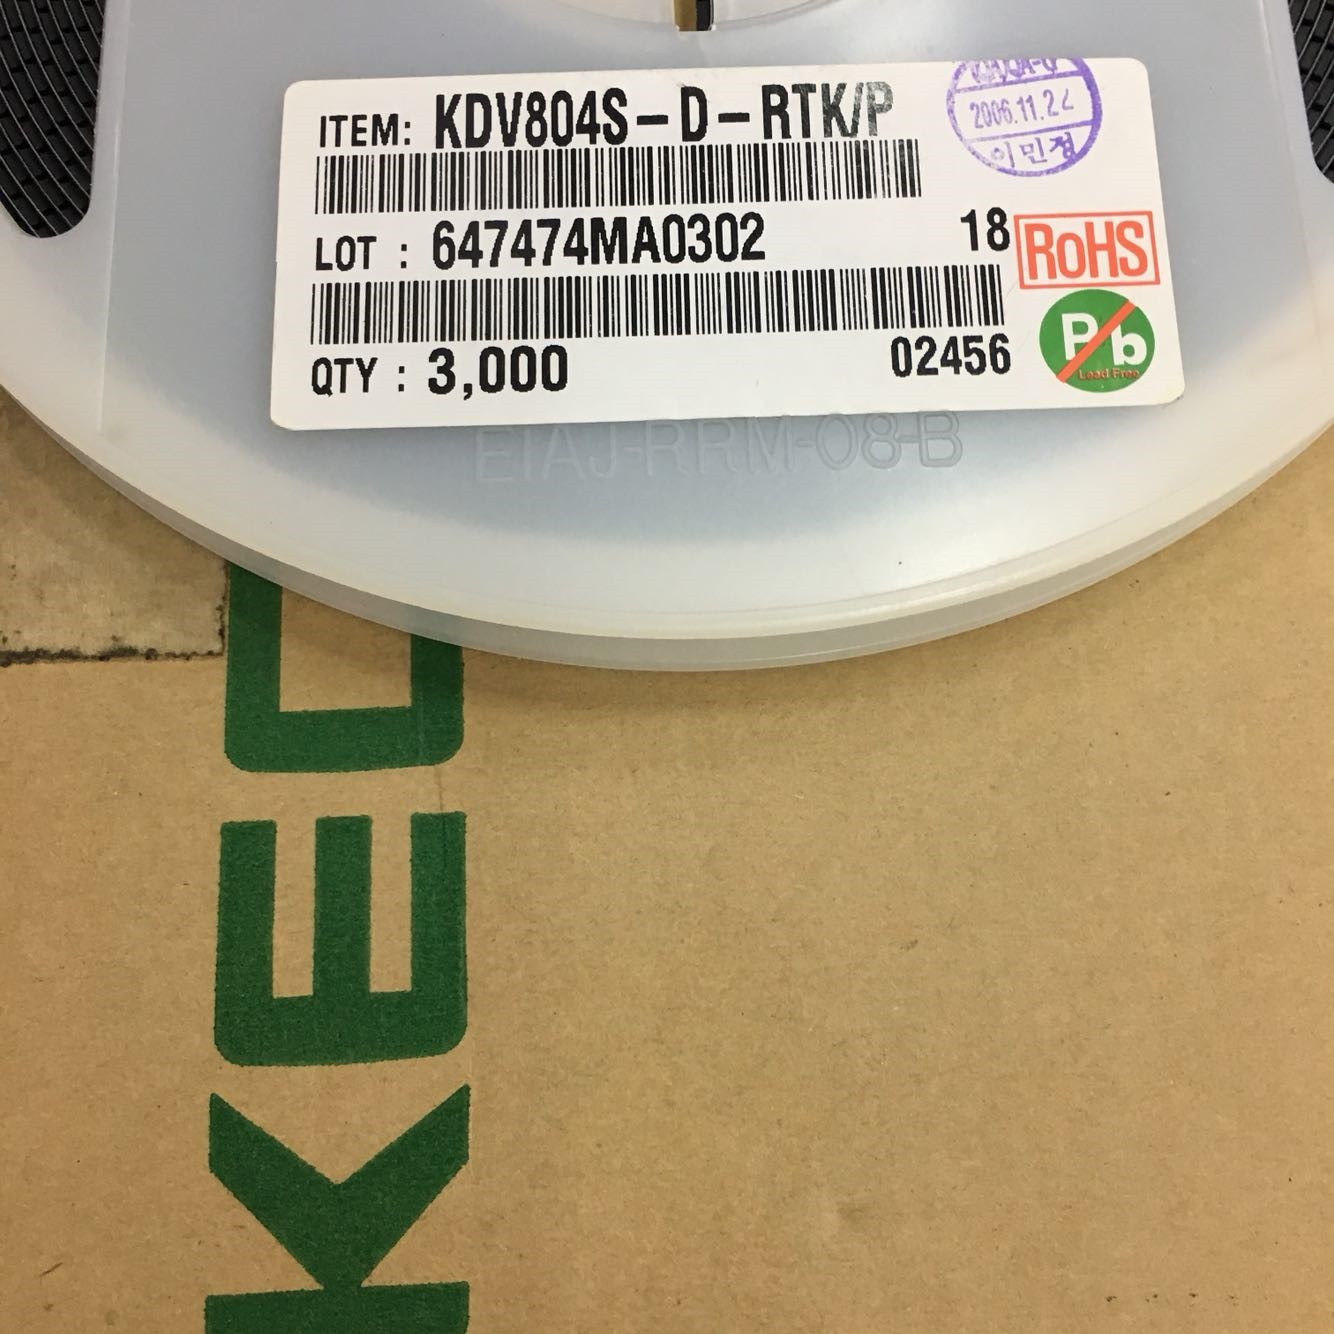 ITEM: KDV804S-D-RTK/P
2006.11.22
이민정
LOT : 647474MA0302
18
RoHS
Pb
Lead Free
QTY : 3,000
02456
EIAJ-RRM-08-B
KEC